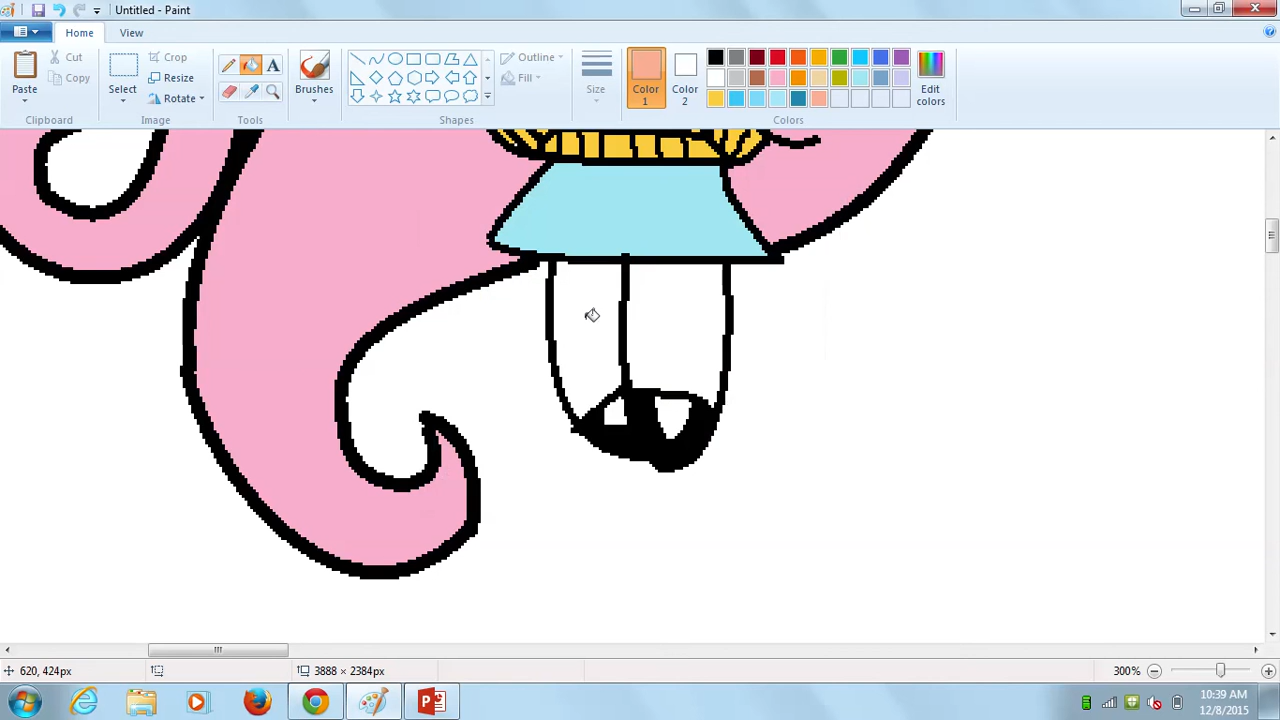 Untitled - Paint
Home View
Paste
Cut
Copy
Clipboard
Select
Crop
Resize
Rotate
Image
A
Tools
Brushes
Outline
Fill
Shapes
Size
Color 1
Color 2
Edit colors
Colors
620, 424px
3888 × 2384px
300%
10:39 AM
12/8/2015